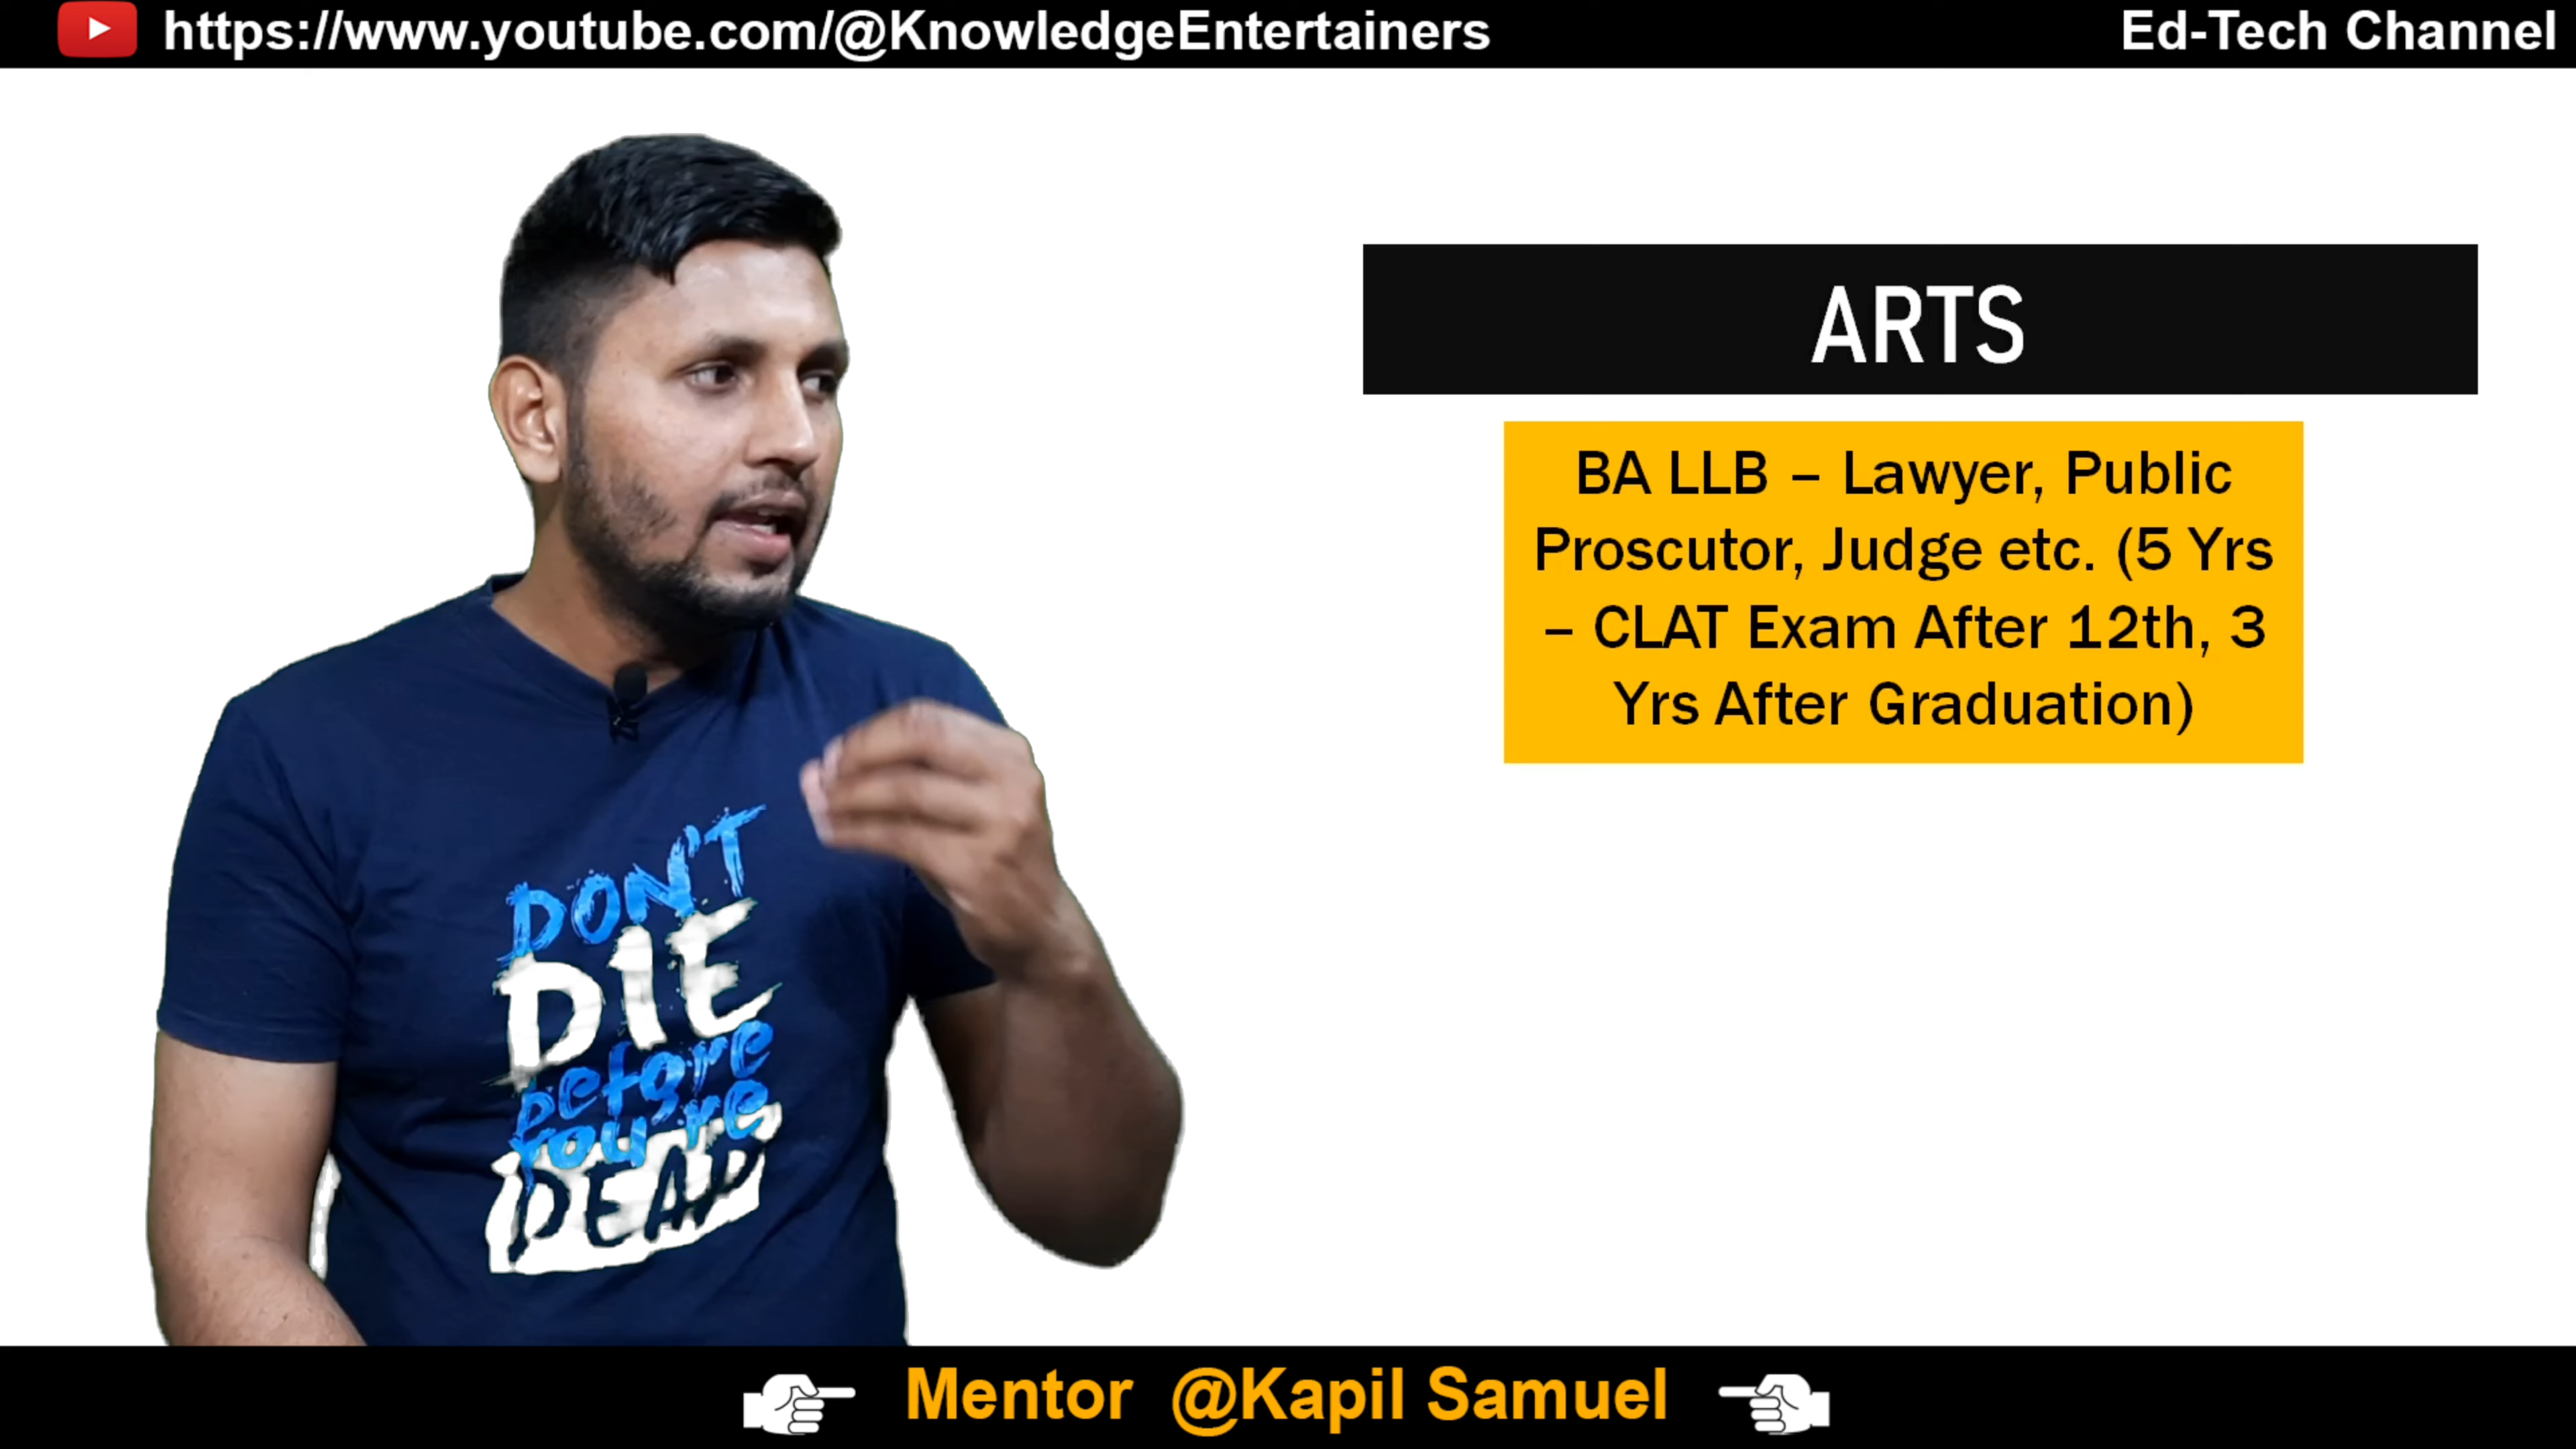 https://www.youtube.com/@KnowledgeEntertainers
Ed-Tech Channel
ARTS
BA LLB – Lawyer, Public
Proscutor, Judge etc. (5 Yrs
– CLAT Exam After 12th, 3
Yrs After Graduation)
DON'T
DIE
before
you're
DEAD
Mentor @Kapil Samuel